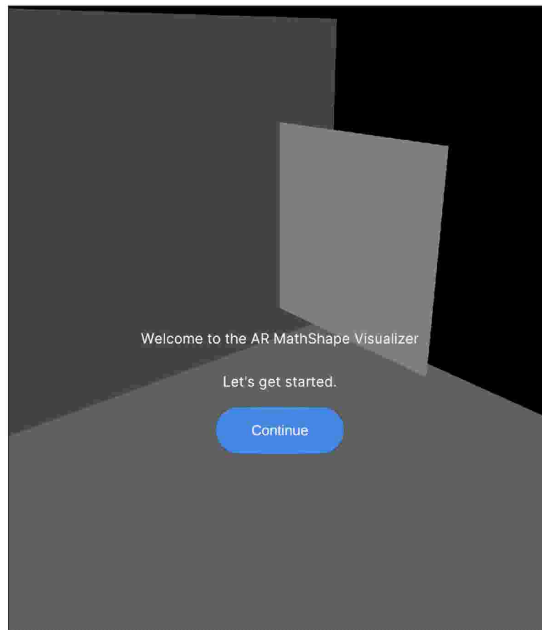 Welcome to the AR MathShape Visualizer
Let's get started.
Continue